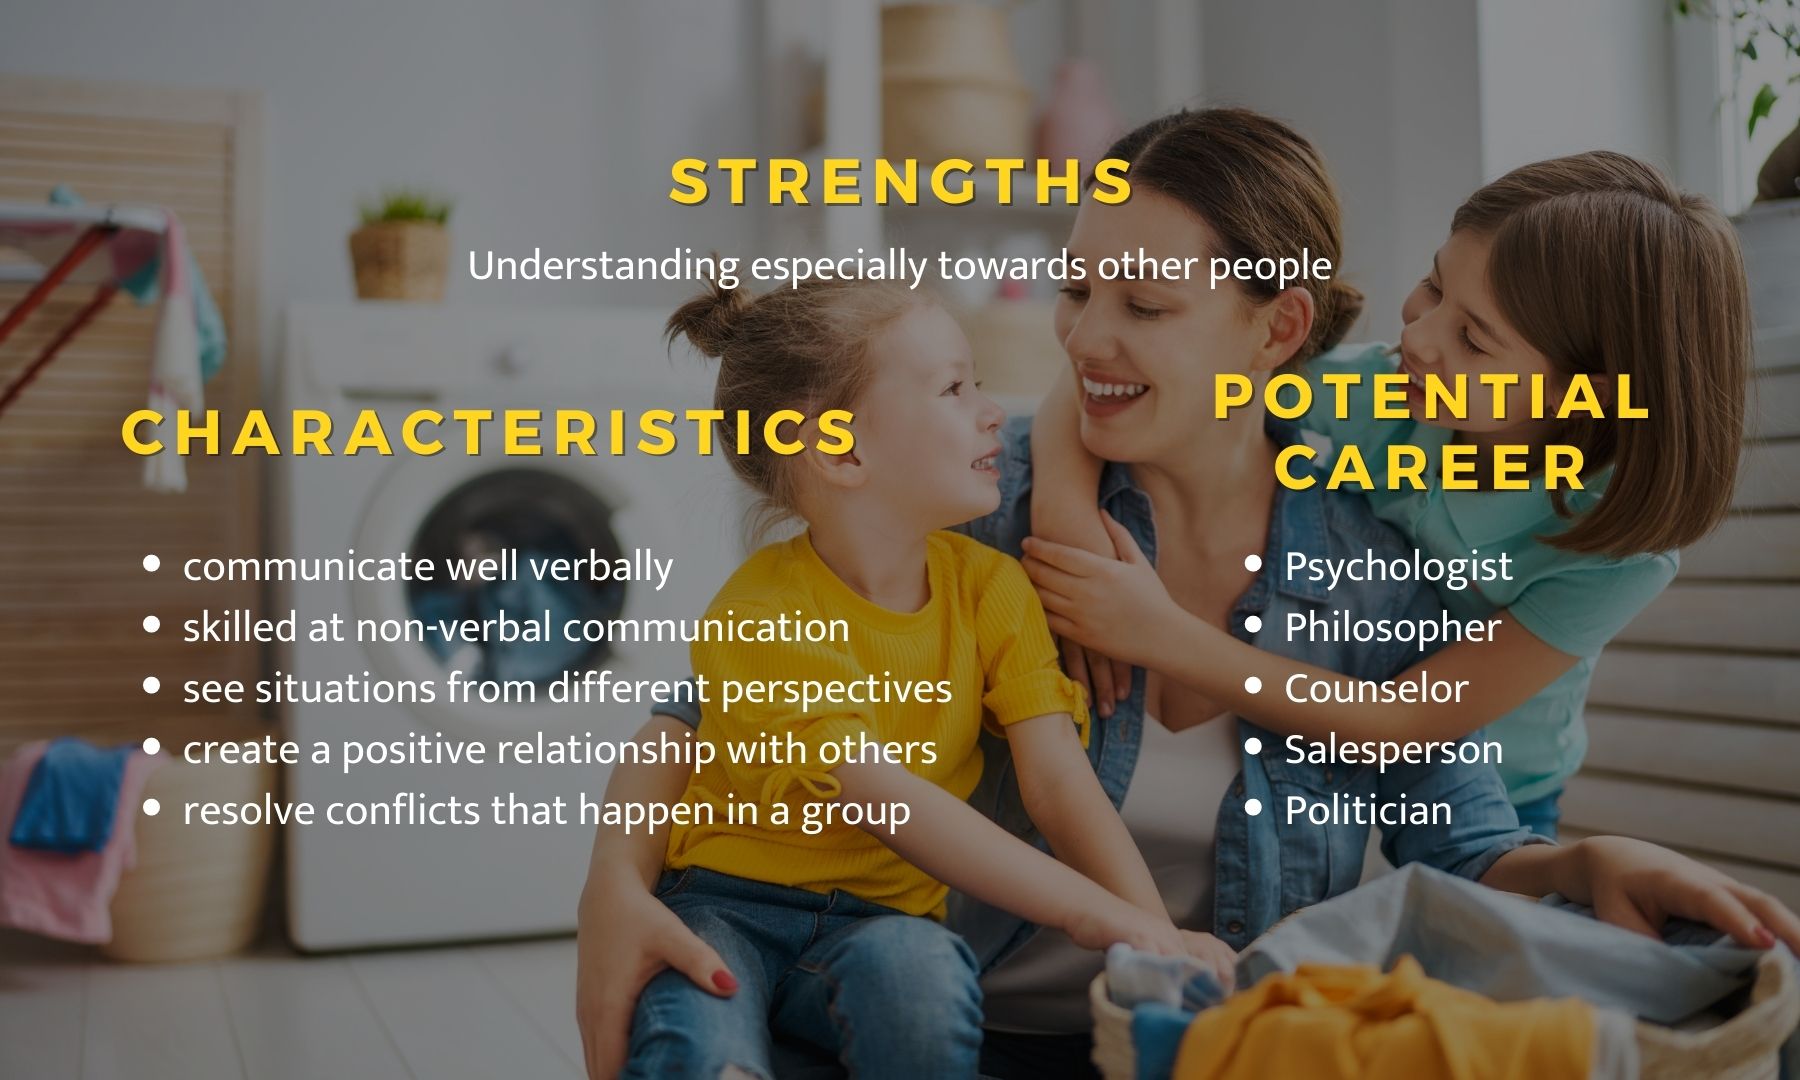 STRENGTHS
Understanding especially towards other people
CHARACTERISTICS
communicate well verbally
skilled at non-verbal communication
see situations from different perspectives
create a positive relationship with others
resolve conflicts that happen in a group
POTENTIAL
CAREER
Psychologist
Philosopher
Counselor
Salesperson
Politician